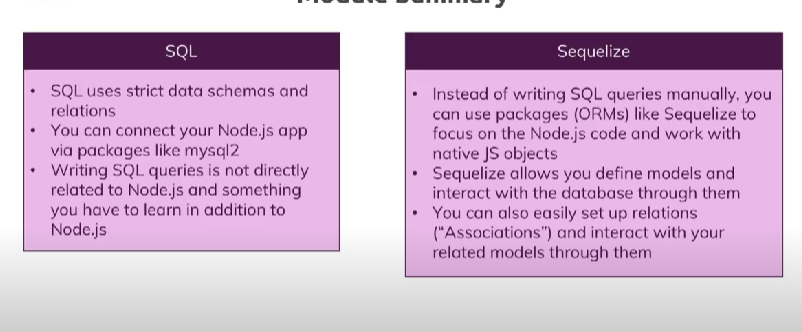 Module Summary
SQL
• SQL uses strict data schemas and
relations
• You can connect your Node.js app
via packages like mysql2
• Writing SQL queries is not directly
related to Node.js and something
you have to learn in addition to
Node.js
Sequelize
• Instead of writing SQL queries manually, you
can use packages (ORMs) like Sequelize to
focus on the Node.js code and work with
native JS objects
• Sequelize allows you define models and
interact with the database through them
• You can also easily set up relations
("Associations") and interact with your
related models through them